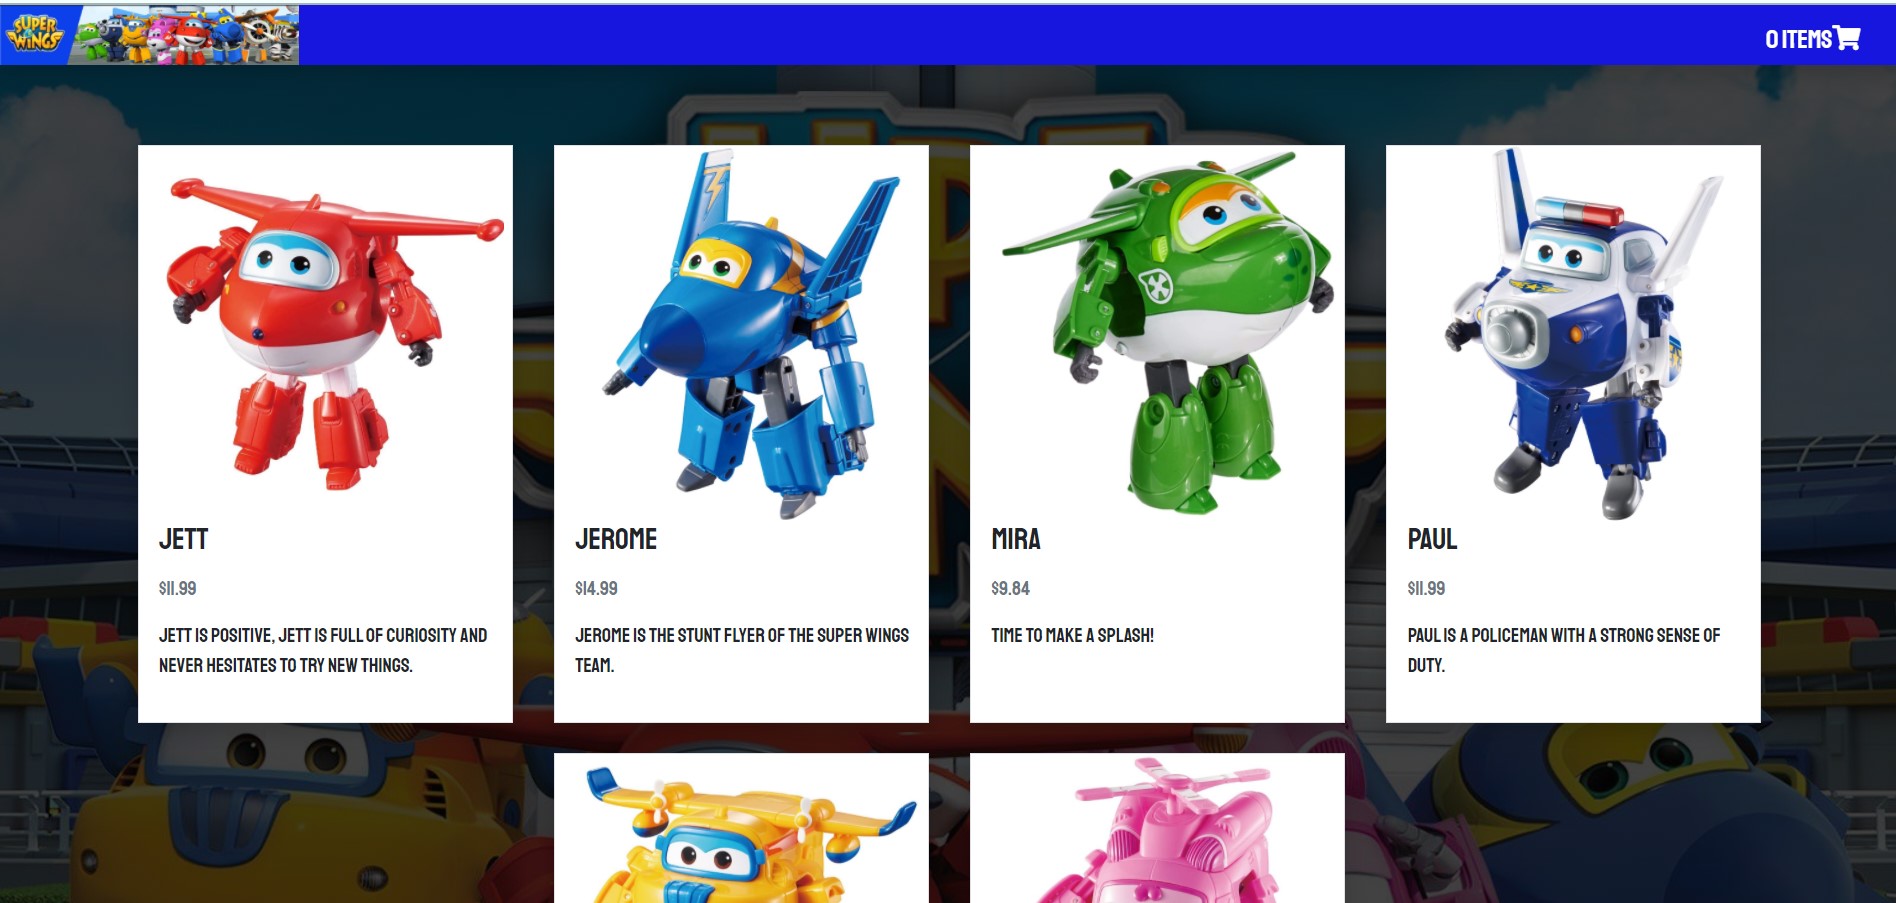 SUPER
WINGS
0 ITEMS
JETT
$11.99
JETT IS POSITIVE, JETT IS FULL OF CURIOSITY AND
NEVER HESITATES TO TRY NEW THINGS.
JEROME
$14.99
JEROME IS THE STUNT FLYER OF THE SUPER WINGS
TEAM.
MIRA
$9.84
TIME TO MAKE A SPLASH!
PAUL
$11.99
PAUL IS A POLICEMAN WITH A STRONG SENSE OF
DUTY.